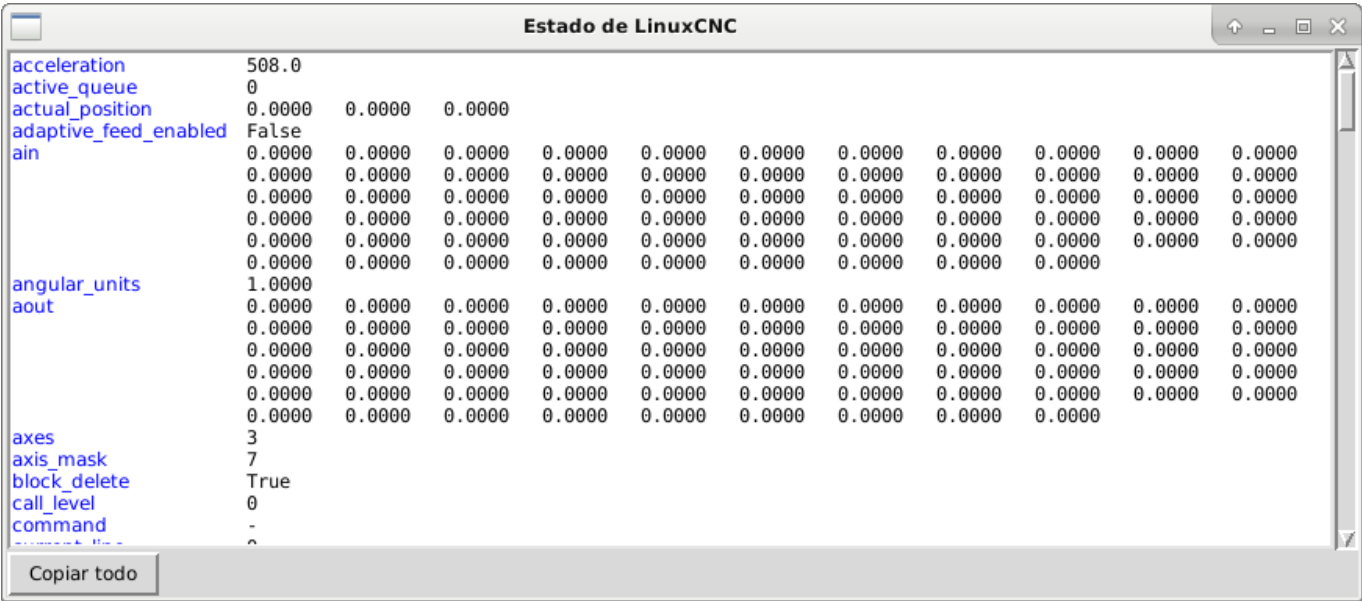 Estado de LinuxCNC
acceleration 508.0
active_queue 0
actual_position 0.0000 0.0000 0.0000
adaptive_feed_enabled False
ain 0.0000 0.0000 0.0000 0.0000 0.0000 0.0000 0.0000 0.0000 0.0000 0.0000 0.0000
0.0000 0.0000 0.0000 0.0000 0.0000 0.0000 0.0000 0.0000 0.0000 0.0000 0.0000
0.0000 0.0000 0.0000 0.0000 0.0000 0.0000 0.0000 0.0000 0.0000 0.0000 0.0000
0.0000 0.0000 0.0000 0.0000 0.0000 0.0000 0.0000 0.0000 0.0000 0.0000 0.0000
0.0000 0.0000 0.0000 0.0000 0.0000 0.0000 0.0000 0.0000 0.0000 0.0000 0.0000
0.0000 0.0000 0.0000 0.0000 0.0000 0.0000 0.0000 0.0000 0.0000
angular_units 1.0000
aout 0.0000 0.0000 0.0000 0.0000 0.0000 0.0000 0.0000 0.0000 0.0000 0.0000 0.0000
0.0000 0.0000 0.0000 0.0000 0.0000 0.0000 0.0000 0.0000 0.0000 0.0000 0.0000
0.0000 0.0000 0.0000 0.0000 0.0000 0.0000 0.0000 0.0000 0.0000 0.0000 0.0000
0.0000 0.0000 0.0000 0.0000 0.0000 0.0000 0.0000 0.0000 0.0000 0.0000 0.0000
0.0000 0.0000 0.0000 0.0000 0.0000 0.0000 0.0000 0.0000 0.0000 0.0000 0.0000
0.0000 0.0000 0.0000 0.0000 0.0000 0.0000 0.0000 0.0000 0.0000
axes 3
axis_mask 7
block_delete True
call_level 0
command -
Copiar todo